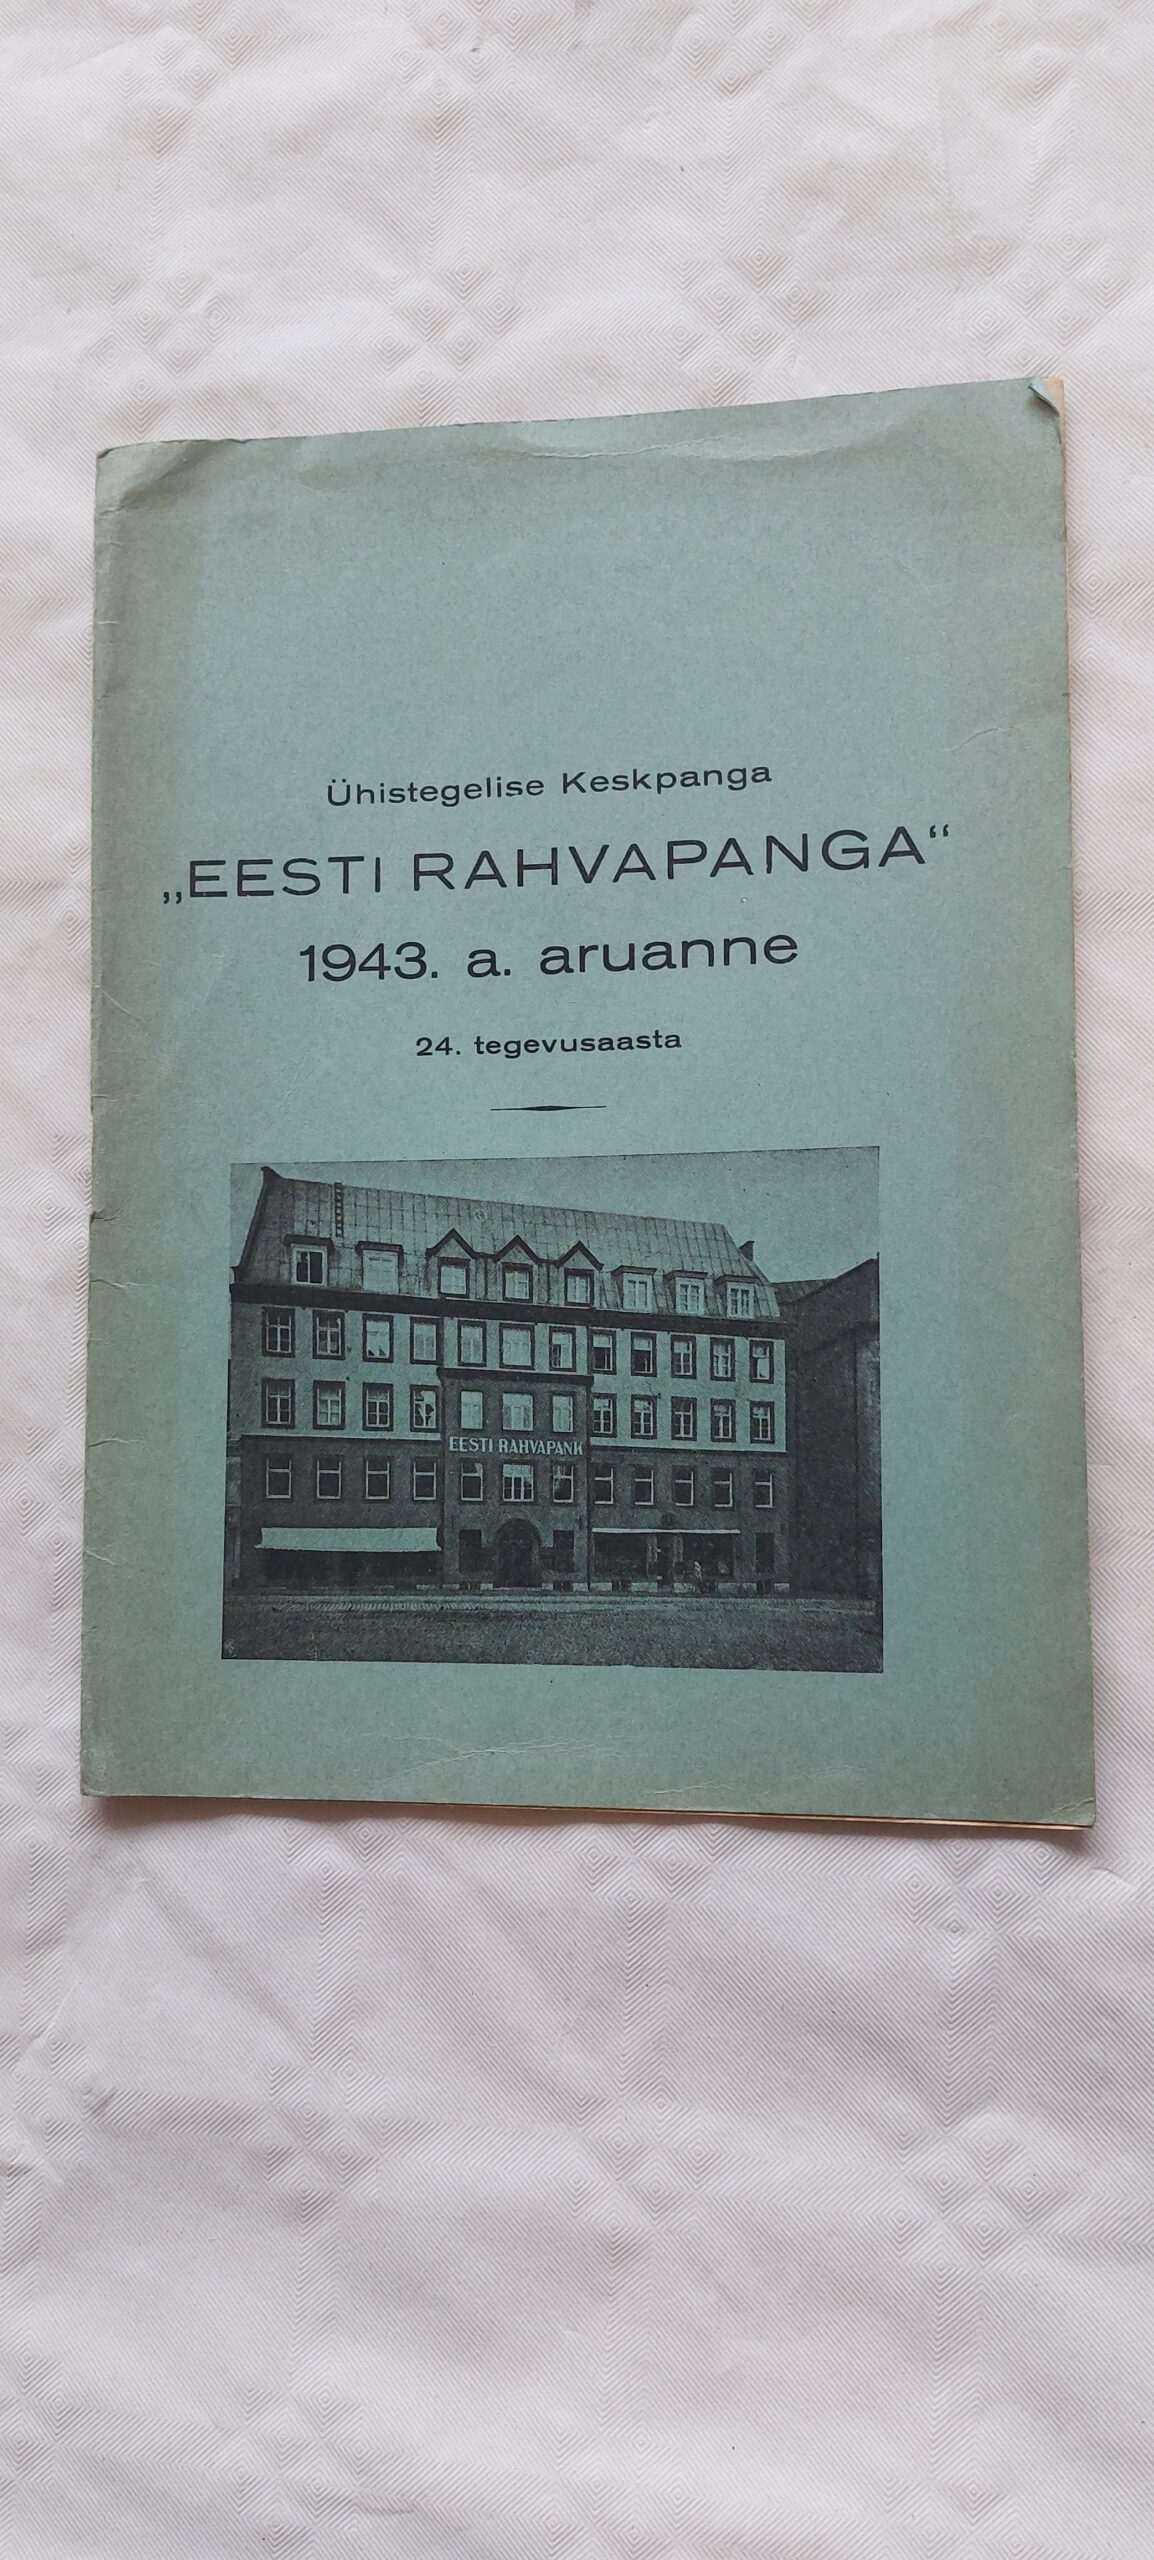 Ühistegelise Keskpanga
„EESTI RAHVAPANGA“
1943. a. aruanne
24. tegevusaasta
EESTI RAHVAPANK